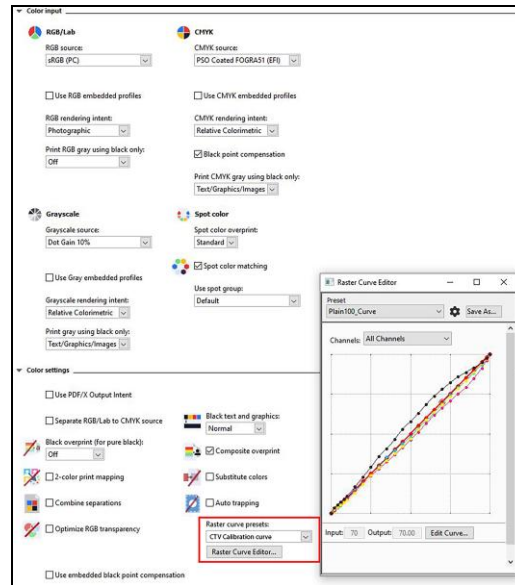 Color input
RGB/Lab
RGB source:
sRGB (PC)
Use RGB embedded profiles
RGB rendering intent:
Photographic
Print RGB gray using black only:
Off
CMYK
CMYK source:
PSO Coated FOGRA51 (EFI)
Use CMYK embedded profiles
CMYK rendering intent:
Relative Colorimetric
Black point compensation
Print CMYK gray using black only:
Text/Graphics/Images
Grayscale
Grayscale source:
Dot Gain 10%
Use Gray embedded profiles
Grayscale rendering intent:
Relative Colorimetric
Print gray using black only:
Text/Graphics/Images
Spot color
Spot color overprint:
Standard
Spot color matching
Use spot group:
Default
Color settings
Use PDF/X Output Intent
Separate RGB/Lab to CMYK source
Black overprint (for pure black):
Off
2-color print mapping
Combine separations
Optimize RGB transparency
Use embedded black point compensation
Black text and graphics:
Normal
Composite overprint
Substitute colors
Auto trapping
Raster curve presets:
CTV Calibration curve
Raster Curve Editor...
Raster Curve Editor
Preset
Plain100_Curve
Save As...
Channels: All Channels
Input: 70 Output: 70.00 Edit Curve...